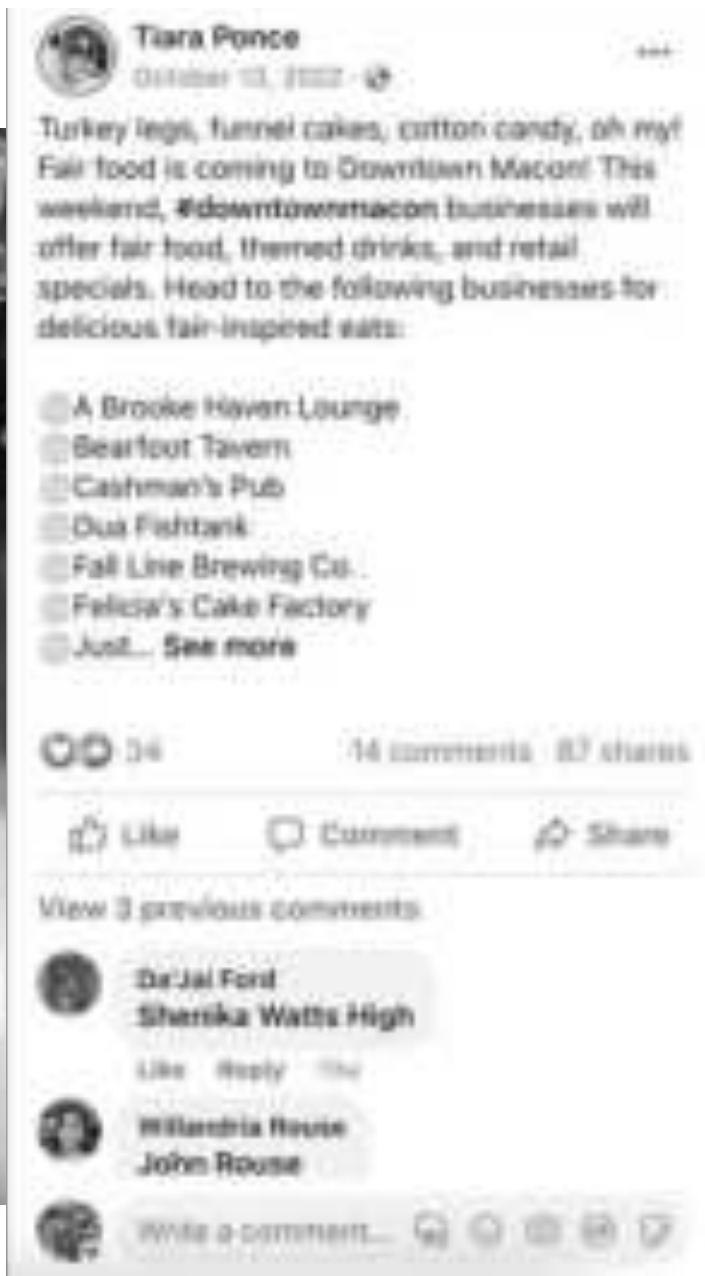 Tiara Ponce
October 13, 2022
Turkey legs, funnel cakes, cotton candy, oh my!
Fair food is coming to Downtown Macon! This
weekend, #downtownmacon businesses will
offer fair food, themed drinks, and retail
specials. Head to the following businesses for
delicious fair-inspired eats:
A Brooke Haven Lounge
Bearfoot Tavern
Cashman's Pub
Dua Fishtank
Fall Line Brewing Co.
Felicia's Cake Factory
Just... See more
34 14 comments 87 shares
Like Comment Share
View 3 previous comments
Da'Jai Ford
Shenika Watts High
Like Reply
Willandria Rouse
John Rouse
Write a comment...